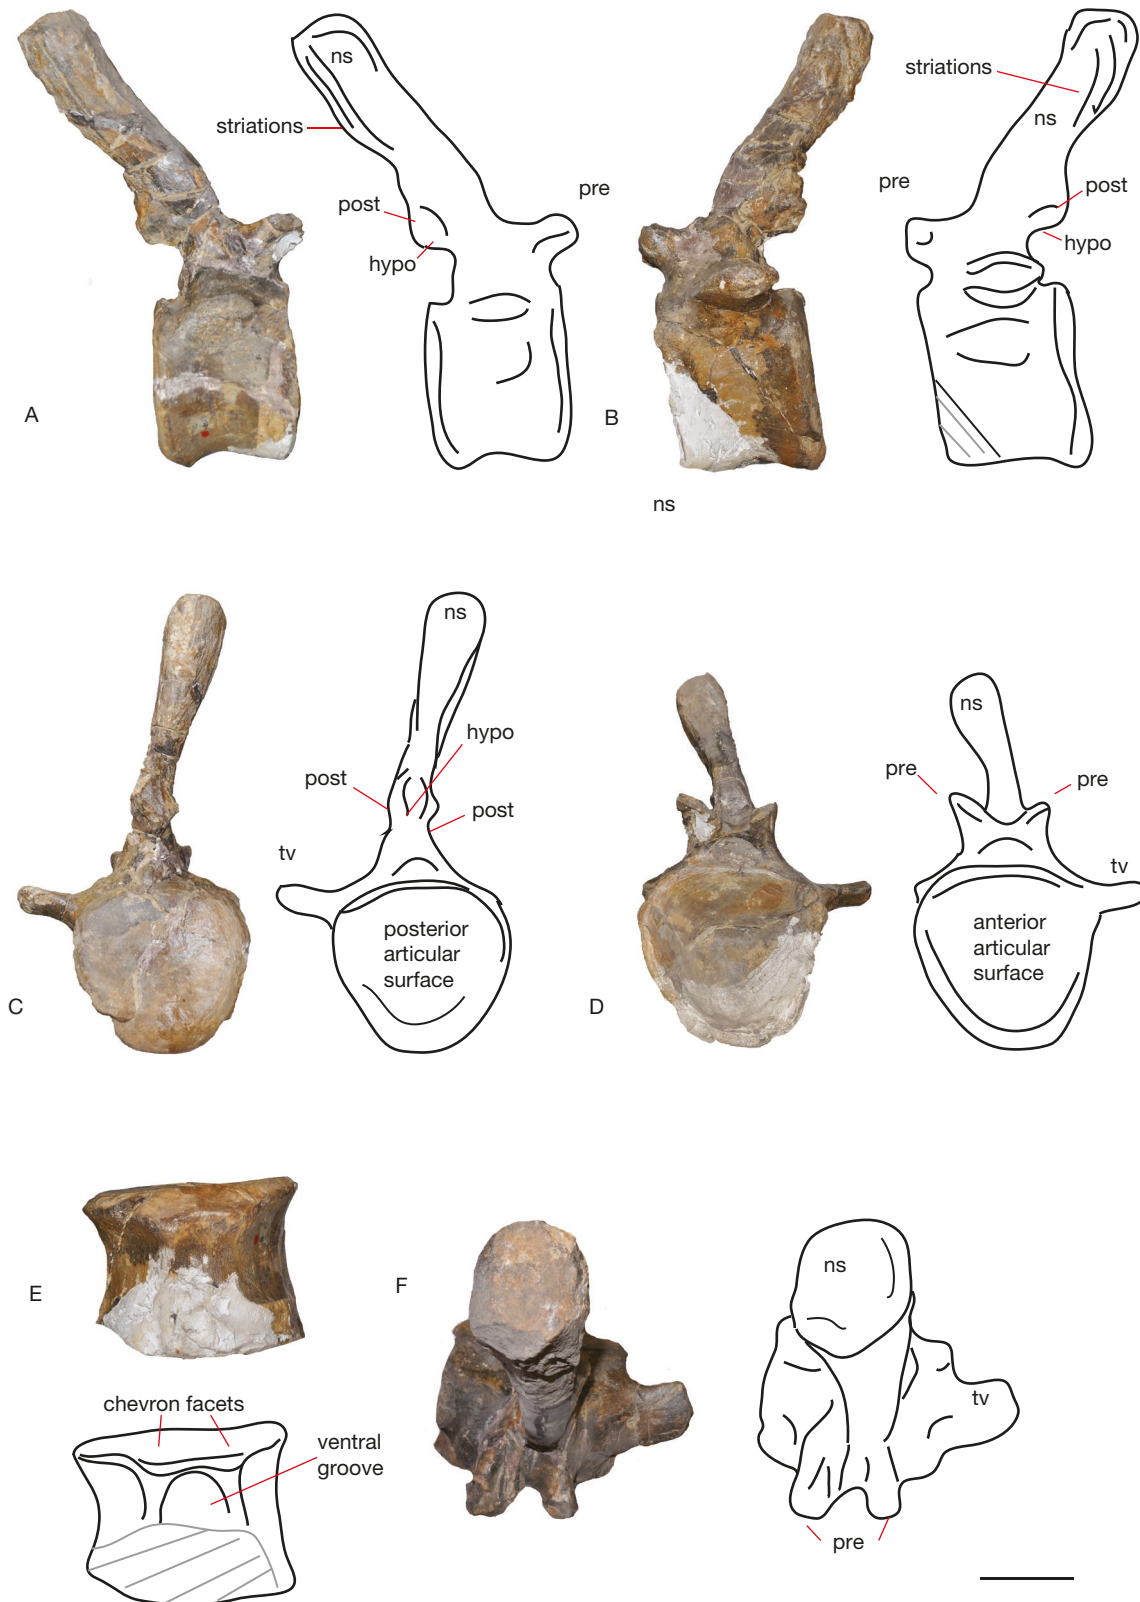 ns
striations
post
hypo
pre
A
striations
ns
pre
post
hypo
B
ns
ns
hypo
post
post
tv
posterior
articular
surface
C
ns
pre
pre
tv
anterior
articular
surface
D
E
chevron facets
ventral
groove
F
ns
tv
pre